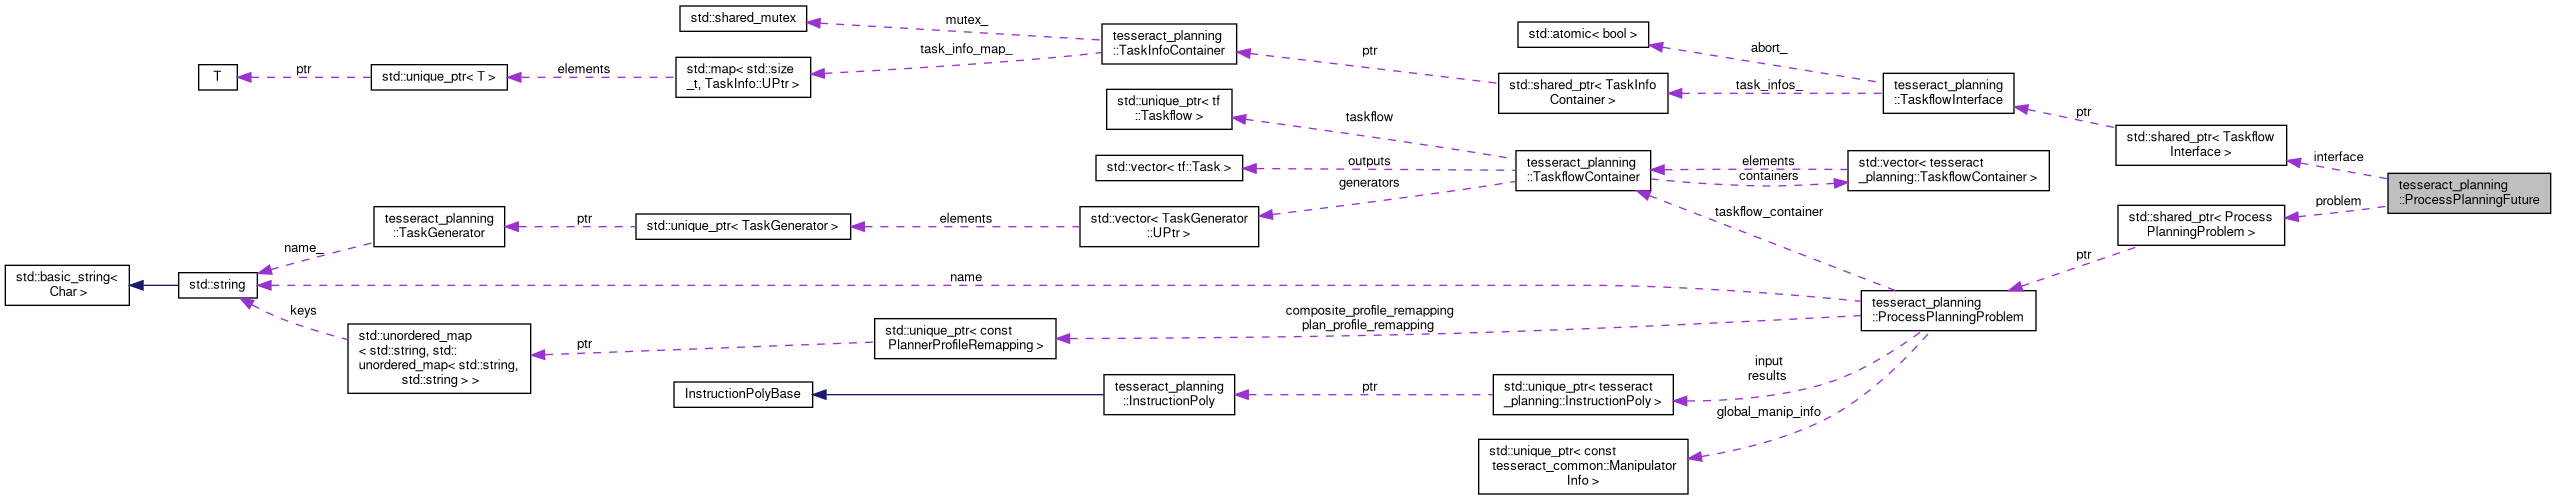 std::shared_mutex
mutex_
tesseract_planning
::TaskInfoContainer
task_info_map_
std::map< std::size
_t, TaskInfo::UPtr >
elements
std::unique_ptr< T >
ptr
T
ptr
std::atomic< bool >
abort_
std::shared_ptr< TaskInfo
Container >
task_infos_
tesseract_planning
::TaskflowInterface
ptr
std::shared_ptr< Taskflow
Interface >
interface
tesseract_planning
::ProcessPlanningFuture
problem
std::shared_ptr< Process
PlanningProblem >
ptr
std::unique_ptr< tf
::Taskflow >
taskflow
std::vector< tf::Task >
outputs
generators
tesseract_planning
::TaskflowContainer
elements
containers
std::vector< tesseract
_planning::TaskflowContainer >
taskflow_container
std::vector< TaskGenerator
::UPtr >
elements
std::unique_ptr< TaskGenerator >
ptr
tesseract_planning
::TaskGenerator
name_
std::basic_string<
Char >
std::string
name
keys
tesseract_planning
::ProcessPlanningProblem
composite_profile_remapping
plan_profile_remapping
std::unique_ptr< const
PlannerProfileRemapping >
ptr
std::unordered_map
< std::string, std::
unordered_map< std::string,
std::string > >
input
results
std::unique_ptr< tesseract
_planning::InstructionPoly >
ptr
tesseract_planning
::InstructionPoly
InstructionPolyBase
global_manip_info
std::unique_ptr< const
tesseract_common::Manipulator
Info >